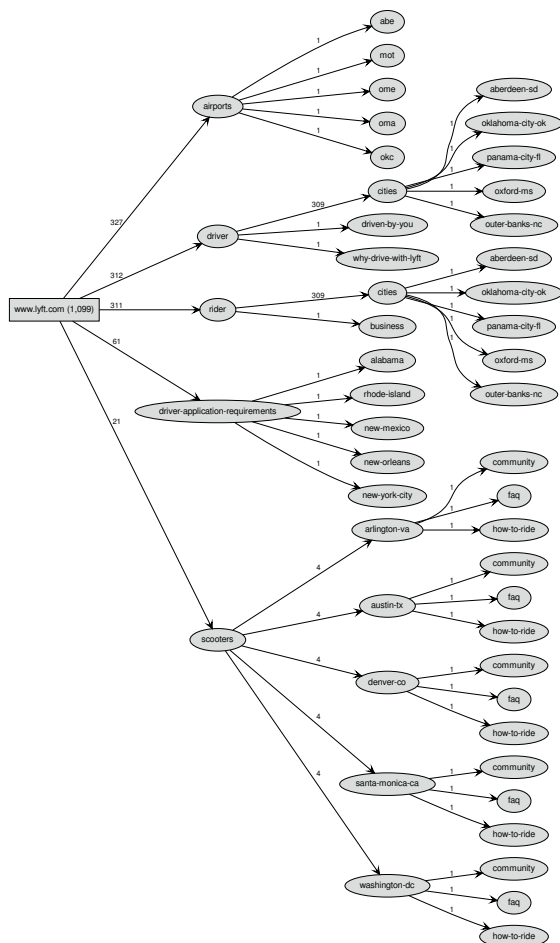 abe
1
mot
1
ome
1
airports
1
oma
1
okc
1
327
aberdeen-sd
1
oklahoma-city-ok
1
panama-city-fl
1
cities
309
oxford-ms
1
outer-banks-nc
1
driver
312
driven-by-you
1
why-drive-with-lyft
1
www.lyft.com (1,099)
311
rider
309
cities
aberdeen-sd
1
oklahoma-city-ok
1
panama-city-fl
1
oxford-ms
1
outer-banks-nc
1
business
1
61
driver-application-requirements
alabama
1
rhode-island
1
new-mexico
1
new-orleans
1
new-york-city
1
21
scooters
4
arlington-va
community
1
faq
1
how-to-ride
1
4
austin-tx
community
1
faq
1
how-to-ride
1
4
denver-co
community
1
faq
1
how-to-ride
1
4
santa-monica-ca
community
1
faq
1
how-to-ride
1
4
washington-dc
community
1
faq
1
how-to-ride
1